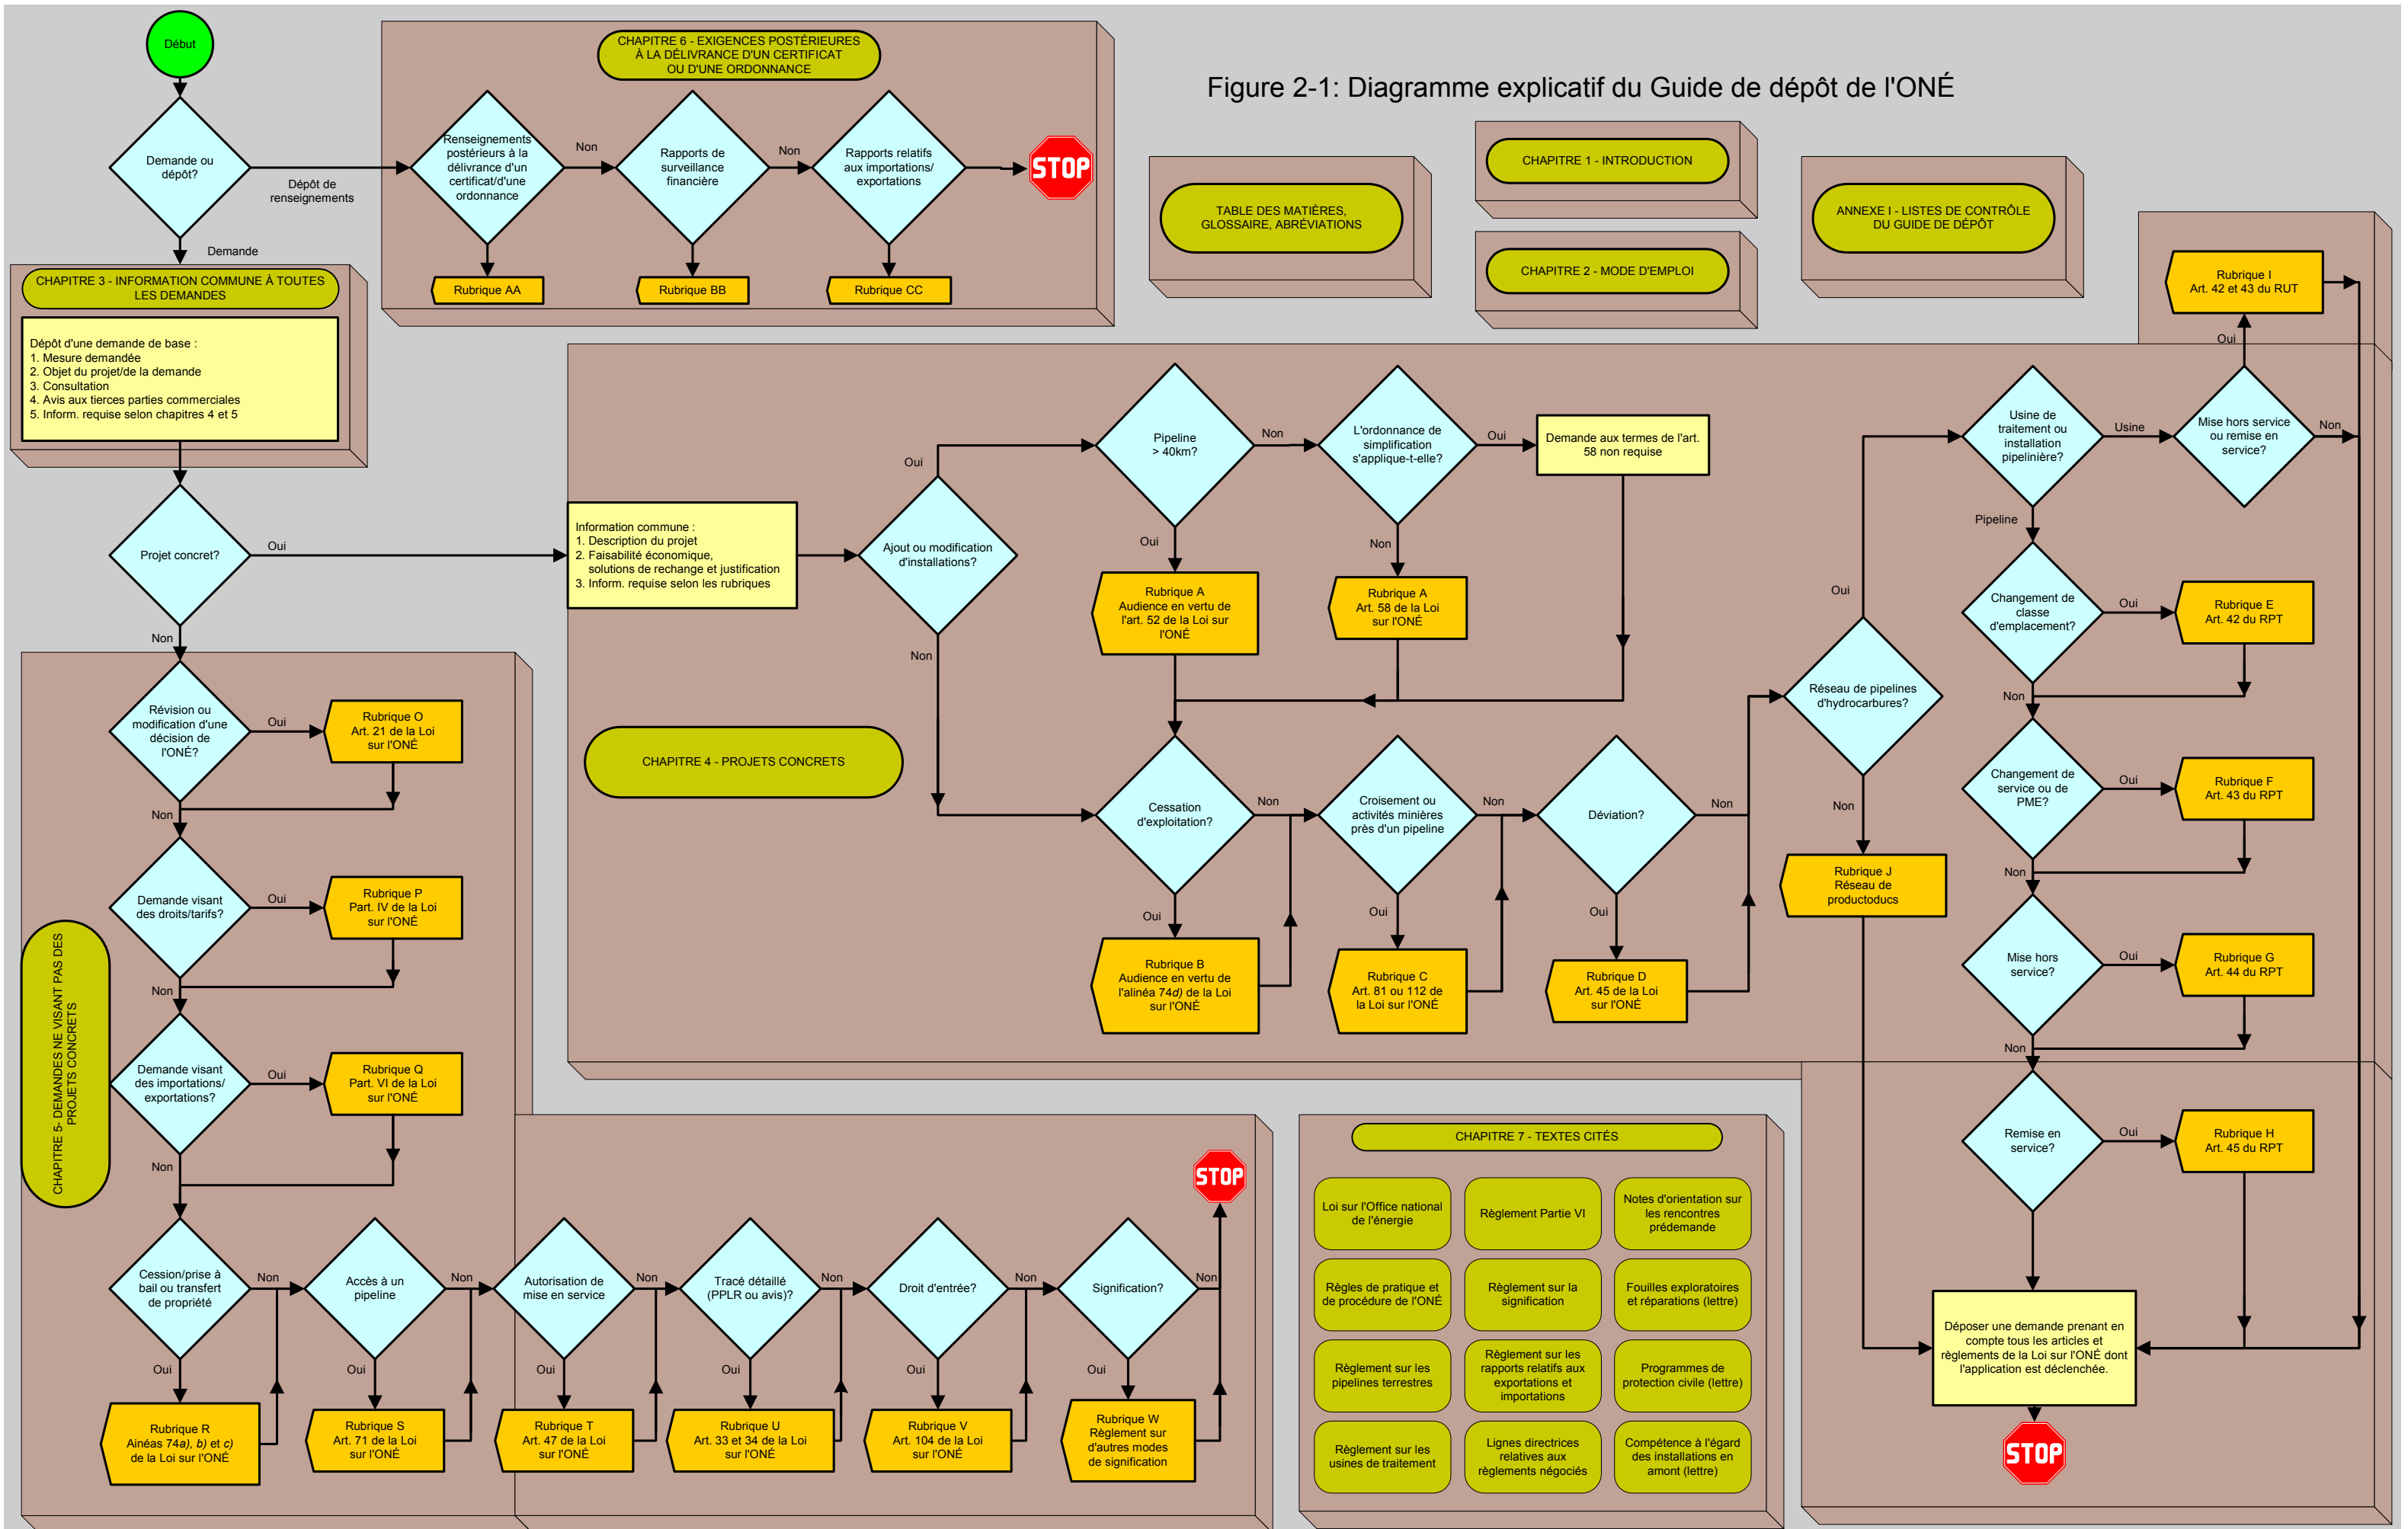 Figure 2-1: Diagramme explicatif du Guide de dépôt de l'ONÉ
Début
Demande ou
dépôt?
Dépôt de
renseignements
Demande
CHAPITRE 6 - EXIGENCES POSTÉRIEURES
À LA DÉLIVRANCE D'UN CERTIFICAT
OU D'UNE ORDONNANCE
Renseignements
postérieurs à la
délivrance d'un
certificat/d'une
ordonnance
Non
Rapports de
surveillance
financière
Non
Rapports relatifs
aux importations/
exportations
STOP
Rubrique AA
Rubrique BB
Rubrique CC
TABLE DES MATIÈRES,
GLOSSAIRE, ABRÉVIATIONS
CHAPITRE 1 - INTRODUCTION
CHAPITRE 2 - MODE D'EMPLOI
ANNEXE I - LISTES DE CONTRÔLE
DU GUIDE DE DÉPÔT
CHAPITRE 3 - INFORMATION COMMUNE À TOUTES
LES DEMANDES
Dépôt d'une demande de base :
1. Mesure demandée
2. Objet du projet/de la demande
3. Consultation
4. Avis aux tierces parties commerciales
5. Inform. requise selon chapitres 4 et 5
Projet concret?
Oui
Non
Information commune :
1. Description du projet
2. Faisabilité économique,
solutions de rechange et justification
3. Inform. requise selon les rubriques
Ajout ou modification
d'installations?
Oui
Non
Pipeline
> 40km?
Non
Oui
L'ordonnance de
simplification
s'applique-t-elle?
Oui
Non
Demande aux termes de l'art.
58 non requise
Rubrique A
Audience en vertu de
l'art. 52 de la Loi sur
l'ONÉ
Rubrique A
Art. 58 de la Loi
sur l'ONÉ
CHAPITRE 4 - PROJETS CONCRETS
Cessation
d'exploitation?
Non
Oui
Croisement ou
activités minières
près d'un pipeline
Non
Oui
Déviation?
Non
Oui
Rubrique B
Audience en vertu de
l'alinéa 74d) de la Loi
sur l'ONÉ
Rubrique C
Art. 81 ou 112 de
la Loi sur l'ONÉ
Rubrique D
Art. 45 de la Loi
sur l'ONÉ
Réseau de pipelines
d'hydrocarbures?
Oui
Non
Rubrique J
Réseau de
productoducs
Usine de
traitement ou
installation
pipelinière?
Usine
Pipeline
Mise hors service
ou remise en
service?
Oui
Non
Rubrique I
Art. 42 et 43 du RUT
Changement de
classe
d'emplacement?
Oui
Non
Rubrique E
Art. 42 du RPT
Changement de
service ou de
PME?
Oui
Non
Rubrique F
Art. 43 du RPT
Mise hors
service?
Oui
Non
Rubrique G
Art. 44 du RPT
Remise en
service?
Oui
Rubrique H
Art. 45 du RPT
Déposer une demande prenant en
compte tous les articles et
règlements de la Loi sur l'ONÉ dont
l'application est déclenchée.
STOP
CHAPITRE 5- DEMANDES NE VISANT PAS DES
PROJETS CONCRETS
Révision ou
modification d'une
décision de
l'ONÉ?
Oui
Non
Rubrique O
Art. 21 de la Loi
sur l'ONÉ
Demande visant
des droits/tarifs?
Oui
Non
Rubrique P
Part. IV de la Loi
sur l'ONÉ
Demande visant
des importations/
exportations?
Oui
Non
Rubrique Q
Part. VI de la Loi
sur l'ONÉ
Cession/prise à
bail ou transfert
de propriété
Non
Oui
Accès à un
pipeline
Non
Oui
Autorisation de
mise en service
Non
Oui
Tracé détaillé
(PPLR ou avis)?
Non
Oui
Droit d'entrée?
Non
Oui
Signification?
Non
Oui
STOP
Rubrique R
Ainéas 74a), b) et c)
de la Loi sur l'ONÉ
Rubrique S
Art. 71 de la Loi
sur l'ONÉ
Rubrique T
Art. 47 de la Loi
sur l'ONÉ
Rubrique U
Art. 33 et 34 de la Loi
sur l'ONÉ
Rubrique V
Art. 104 de la Loi
sur l'ONÉ
Rubrique W
Règlement sur
d'autres modes
de signification
CHAPITRE 7 - TEXTES CITÉS
Loi sur l'Office national
de l'énergie
Règlement Partie VI
Notes d'orientation sur
les rencontres
prédemande
Règles de pratique et
de procédure de l'ONÉ
Règlement sur la
signification
Fouilles exploratoires
et réparations (lettre)
Règlement sur les
pipelines terrestres
Règlement sur les
rapports relatifs aux
exportations et
importations
Programmes de
protection civile (lettre)
Règlement sur les
usines de traitement
Lignes directrices
relatives aux
règlements négociés
Compétence à l'égard
des installations en
amont (lettre)